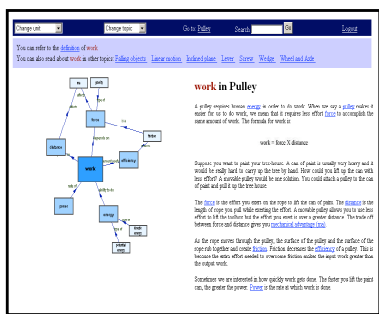 Change unit Change topic Go to: Pulley Search Go Logout
You can refer to the definition of work.
You can also read about work in other topics: Falling objects Linear motion Inclined plane Lever Screw Wedge Wheel and Axle
work in Pulley
A pulley requires human energy in order to do work. When we say a pulley makes it
easier for us to do work, we mean that it requires less effort force to accomplish the
same amount of work. The formula for work is
work = force X distance
Suppose you want to paint your tree-house. A can of paint is usually very heavy and it
would be really hard to carry up the tree by hand. How could you lift up the can with
less effort? A movable pulley would be one solution. You could attach a pulley to the can
of paint and pull it up the tree house.
The force is the effort you exert on the rope to lift the can of paint. The distance is the
length of rope you pull while exerting the effort. A movable pulley allows you to use less
effort to lift the toolbox but the effort you exert is over a greater distance. The trade off
between force and distance gives you mechanical advantage (ma).
As the rope moves through the pulley, the surface of the pulley and the surface of the
rope rub together and create friction. Friction decreases the efficiency of a pulley. This is
because the extra effort needed to overcome friction makes the input work greater than
the output work.
Sometimes we are interested in how quickly work gets done. The faster you lift the paint
can, the greater the power. Power is the rate at which work is done.
force
friction
distance
efficiency
work
power
energy
kinetic
energy
potential
energy